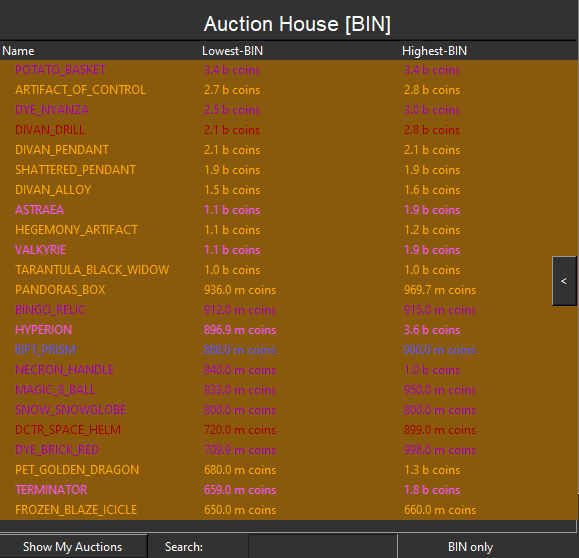 Auction House [BIN]
Name Lowest-BIN Highest-BIN
POTATO_BASKET 3.4 b coins 3.4 b coins
ARTIFACT_OF_CONTROL 2.7 b coins 2.8 b coins
DYE_NYANZA 2.5 b coins 3.0 b coins
DIVAN_DRILL 2.1 b coins 2.8 b coins
DIVAN_PENDANT 2.1 b coins 2.1 b coins
SHATTERED_PENDANT 1.9 b coins 1.9 b coins
DIVAN_ALLOY 1.5 b coins 1.6 b coins
ASTRAEA 1.1 b coins 1.9 b coins
HEGEMONY_ARTIFACT 1.1 b coins 1.2 b coins
VALKYRIE 1.1 b coins 1.9 b coins
TARANTULA_BLACK_WIDOW 1.0 b coins 1.0 b coins
PANDORAS_BOX 936.0 m coins 969.7 m coins
BINGO_RELIC 912.0 m coins 915.0 m coins
HYPERION 896.9 m coins 3.6 b coins
RIFT_PRISM 880.0 m coins 900.0 m coins
NECRON_HANDLE 840.0 m coins 1.0 b coins
MAGIC_8_BALL 833.0 m coins 950.0 m coins
SNOW_SNOWGLOBE 800.0 m coins 800.0 m coins
DCTR_SPACE_HELM 720.0 m coins 899.0 m coins
DYE_BRICK_RED 709.9 m coins 998.0 m coins
PET_GOLDEN_DRAGON 680.0 m coins 1.3 b coins
TERMINATOR 659.0 m coins 1.8 b coins
FROZEN_BLAZE_ICICLE 650.0 m coins 660.0 m coins
<
Show My Auctions Search: BIN only